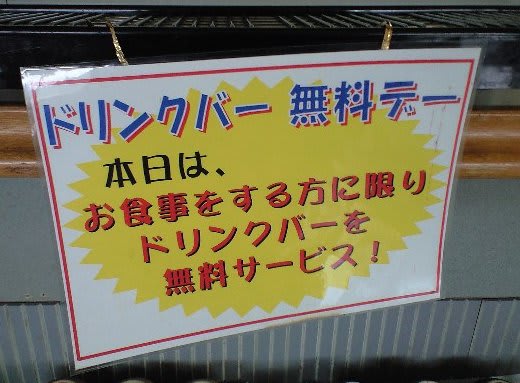 ドリンクバー 無料デー
本日は、
お食事をする方に限り
ドリンクバーを
無料サービス!